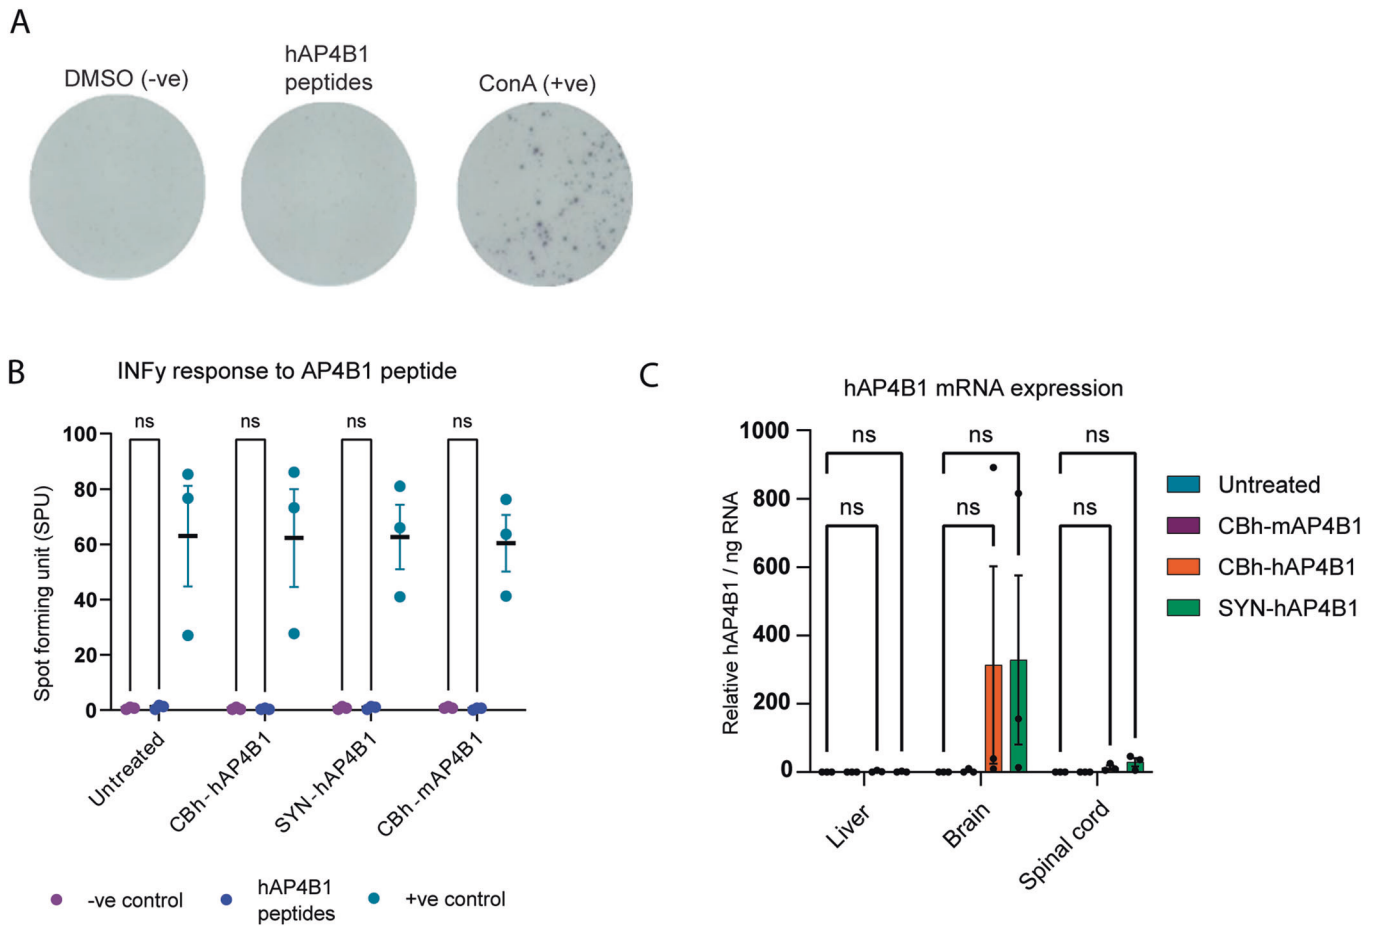 A
DMSO (-ve)
hAP4B1
peptides
ConA (+ve)
B
INFy response to AP4B1 peptide
ns
ns
ns
ns
Spot forming unit (SPU)
100
80
60
40
20
0
Untreated
CBh-hAP4B1
SYN-hAP4B1
CBh-mAP4B1
-ve control
hAP4B1
peptides
+ve control
C
hAP4B1 mRNA expression
ns
ns
ns
ns
ns
ns
Relative hAP4B1 / ng RNA
1000
800
600
400
200
0
Liver
Brain
Spinal cord
Untreated
CBh-mAP4B1
CBh-hAP4B1
SYN-hAP4B1